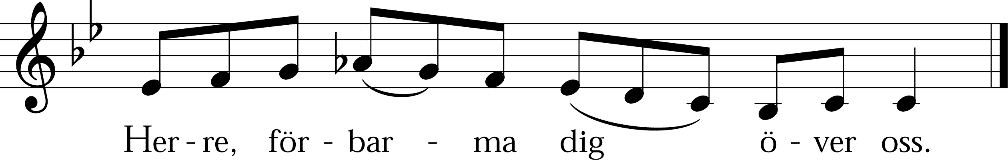 Her - re, för - bar - ma dig ö - ver oss.